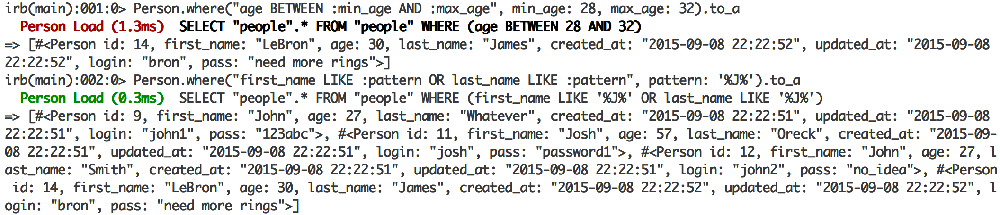 irb(main):001:0> Person.where("age BETWEEN :min_age AND :max_age", min_age: 28, max_age: 32).to_a
  Person Load (1.3ms)  SELECT "people".* FROM "people" WHERE (age BETWEEN 28 AND 32)
=> [#<Person id: 14, first_name: "LeBron", age: 30, last_name: "James", created_at: "2015-09-08 22:22:52", updated_at: "2015-09-08
22:22:52", login: "bron", pass: "need more rings">]
irb(main):002:0> Person.where("first_name LIKE :pattern OR last_name LIKE :pattern", pattern: '%J%').to_a
  Person Load (0.3ms)  SELECT "people".* FROM "people" WHERE (first_name LIKE '%J%' OR last_name LIKE '%J%')
=> [#<Person id: 9, first_name: "John", age: 27, last_name: "Whatever", created_at: "2015-09-08 22:22:51", updated_at: "2015-09-08
22:22:51", login: "john1", pass: "123abc">, #<Person id: 11, first_name: "Josh", age: 57, last_name: "Oreck", created_at: "2015-09-
08 22:22:51", updated_at: "2015-09-08 22:22:51", login: "josh", pass: "password1">, #<Person id: 12, first_name: "John", age: 27, l
ast_name: "Smith", created_at: "2015-09-08 22:22:51", updated_at: "2015-09-08 22:22:51", login: "john2", pass: "no_idea">, #<Person
 id: 14, first_name: "LeBron", age: 30, last_name: "James", created_at: "2015-09-08 22:22:52", updated_at: "2015-09-08 22:22:52", l
ogin: "bron", pass: "need more rings">]